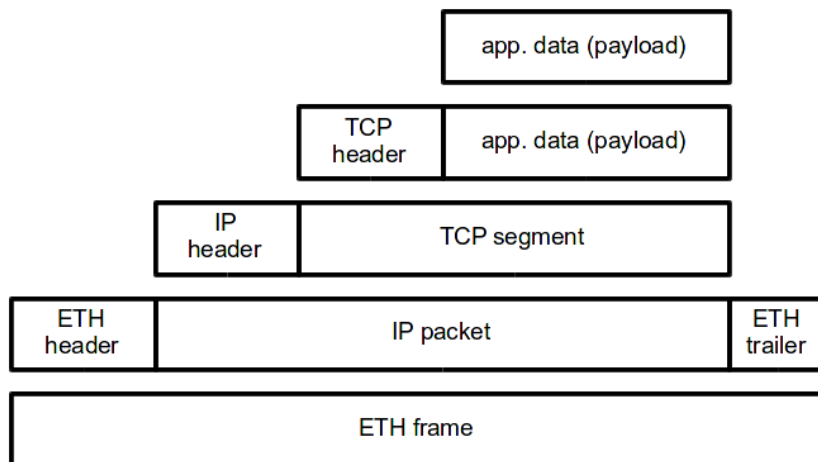 app. data (payload)
TCP
header
app. data (payload)
IP
header
TCP segment
ETH
header
IP packet
ETH
trailer
ETH frame